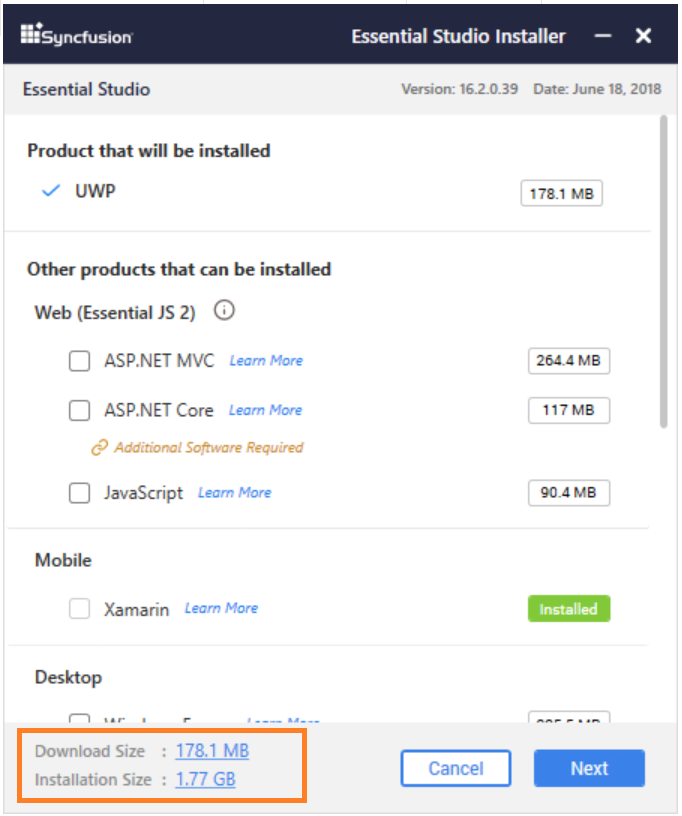 Syncfusion
Essential Studio Installer
Essential Studio
Version: 16.2.0.39 Date: June 18, 2018
Product that will be installed
UWP
178.1 MB
Other products that can be installed
Web (Essential JS 2)
ASP.NET MVC Learn More 264.4 MB
ASP.NET Core Learn More 117 MB
Additional Software Required
JavaScript Learn More 90.4 MB
Mobile
Xamarin Learn More Installed
Desktop
Learn More
Download Size : 178.1 MB
Installation Size : 1.77 GB
Cancel Next